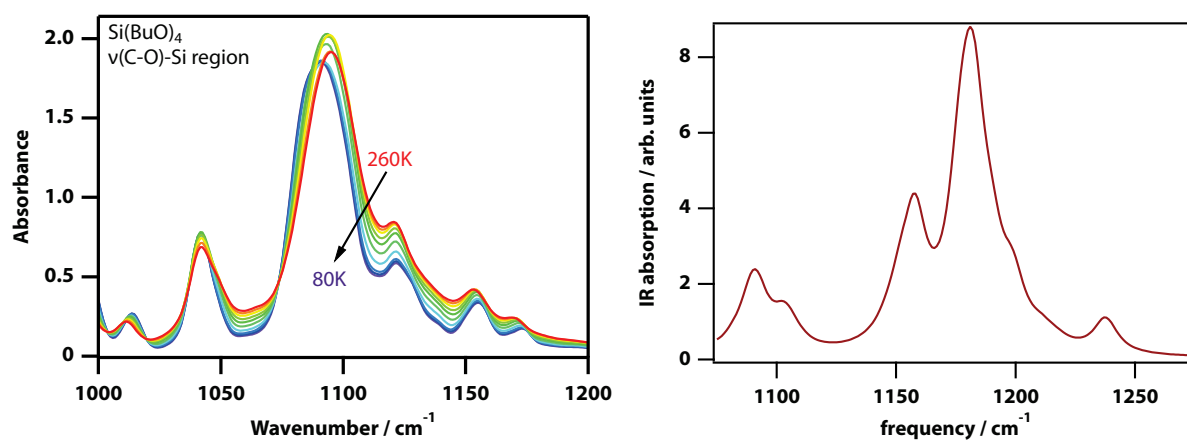 Si(BuO)₄
ν(C-O)-Si region
2.0
1.5
1.0
0.5
0
Absorbance
260K
80K
1000 1050 1100 1150 1200
Wavenumber / cm⁻¹
8
6
4
2
0
IR absorption / arb. units
1100 1150 1200 1250
frequency / cm⁻¹